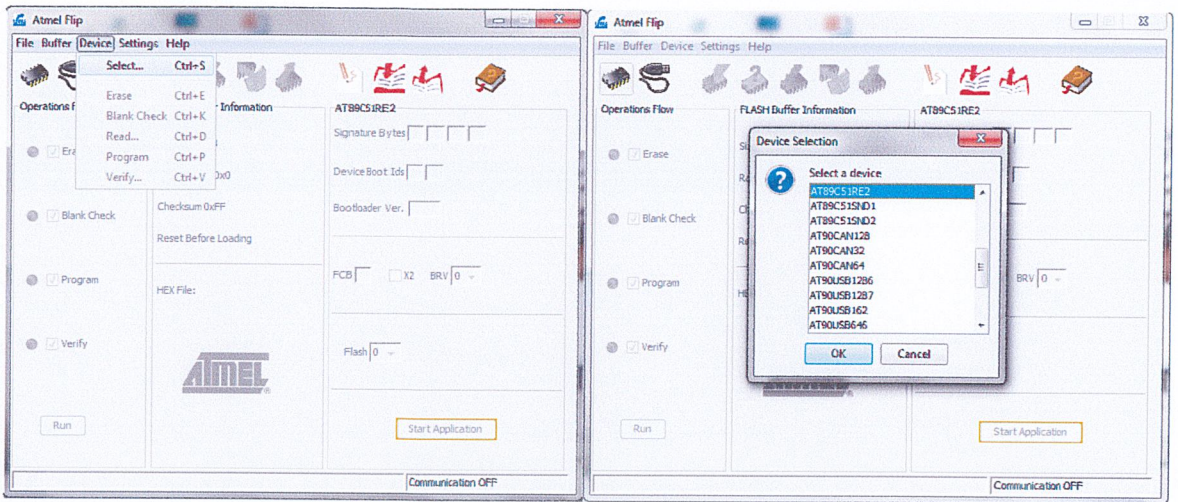 Atmel Flip
File Buffer Device Settings Help
Select... Ctrl+S
Erase Ctrl+E
Blank Check Ctrl+K
Read... Ctrl+D
Program Ctrl+P
Verify... Ctrl+V
Operations F
Information
AT89C51RE2
Signature Bytes
Era
Device Boot Ids
0x0
Blank Check
Checksum 0xFF
Bootloader Ver.
Reset Before Loading
Program
HEX File:
FCB X2 BRV 0
Verify
Flash 0
ATMEL
Run
Start Application
Communication OFF
Atmel Flip
File Buffer Device Settings Help
Operations Flow
FLASH Buffer Information
AT89C51RE2
Erase
Blank Check
Program
Verify
Device Selection
Select a device
AT89C51RE2
AT89C51SND1
AT89C51SND2
AT90CAN128
AT90CAN32
AT90CAN64
AT90USB1286
AT90USB1287
AT90USB162
AT90USB646
OK Cancel
BRV 0
Run
Start Application
Communication OFF